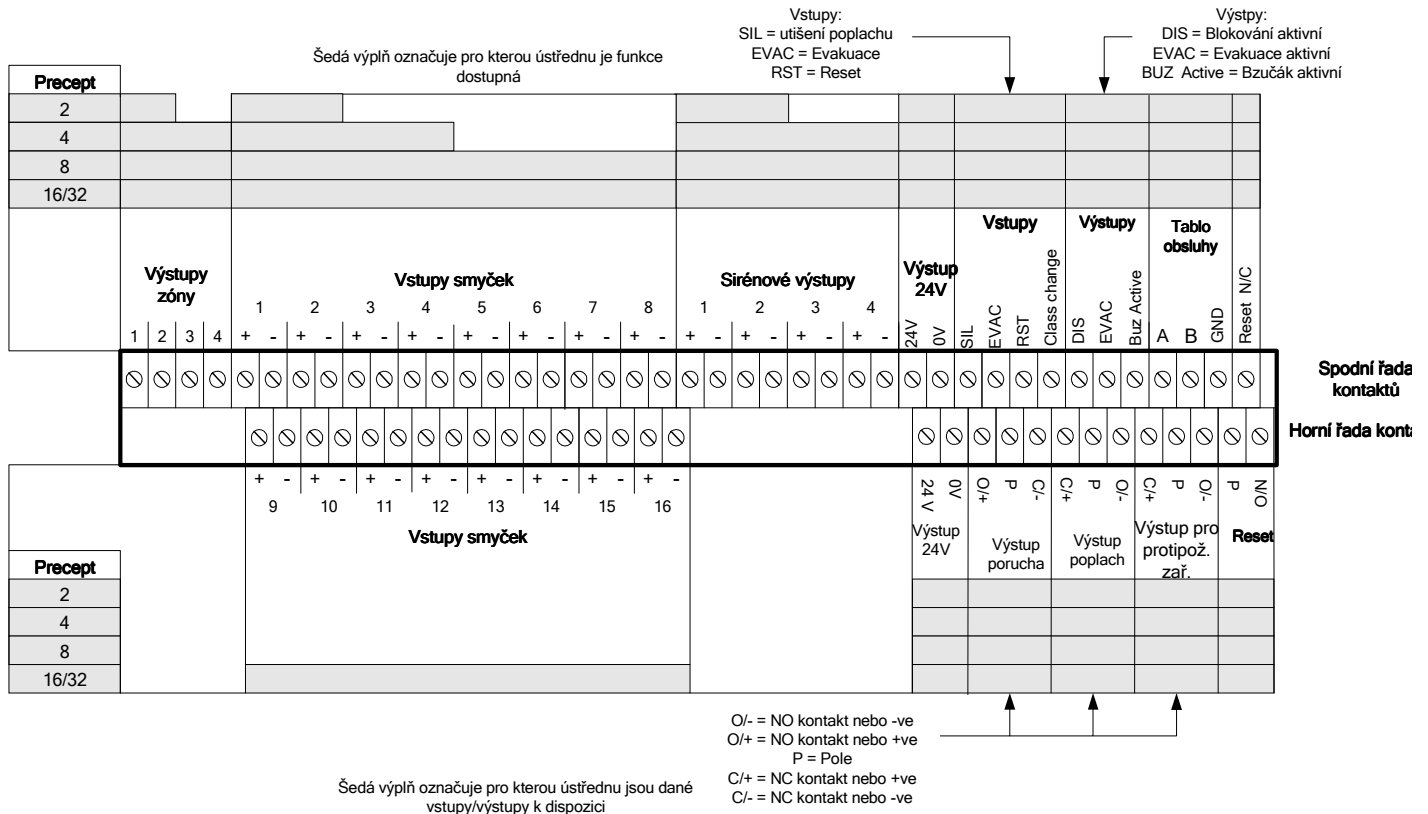 Vstupy:
SIL = utišení poplachu
EVAC = Evakuace
RST = Reset
Výstpy:
DIS = Blokování aktivní
EVAC = Evakuace aktivní
BUZ Active = Bzučák aktivní
Šedá výplň označuje pro kterou ústřednu je funkce
dostupná
Precept
2
4
8
16/32
Výstupy
zóny
Vstupy smyček
Sirénové výstupy
Výstup
24V
Vstupy
Výstupy
Tablo
obsluhy
1 2 3 4 5 6 7 8
1 2 3 4
1 2 3 4
+ - + - + - + - + - + - + - + -
+ - + - + - + -
24V
0V
SIL
EVAC
RST
Class change
DIS
EVAC
Buz Active
A
B
GND
Reset N/C
Spodní řada
kontaktů
Horní řada
+ - + - + - + - + - + - + - + -
9 10 11 12 13 14 15 16
Vstupy smyček
24 V
0V
O/+
P
C/-
C/+
P
O/-
C/+
P
O/-
P
N/O
Výstup
24V
Výstup
porucha
Výstup
poplach
Výstup pro
protipož.
zař.
Reset
Precept
2
4
8
16/32
O/- = NO kontakt nebo -ve
O/+ = NO kontakt nebo +ve
P = Pole
C/+ = NC kontakt nebo +ve
C/- = NC kontakt nebo -ve
Šedá výplň označuje pro kterou ústřednu jsou dané
vstupy/výstupy k dispozici